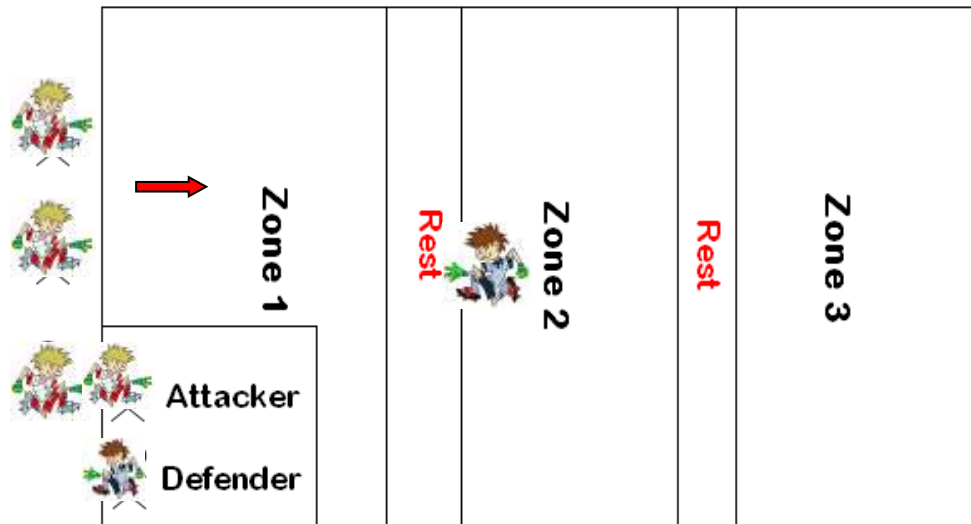 Zone 1
Rest
Zone 2
Rest
Zone 3
Attacker
Defender